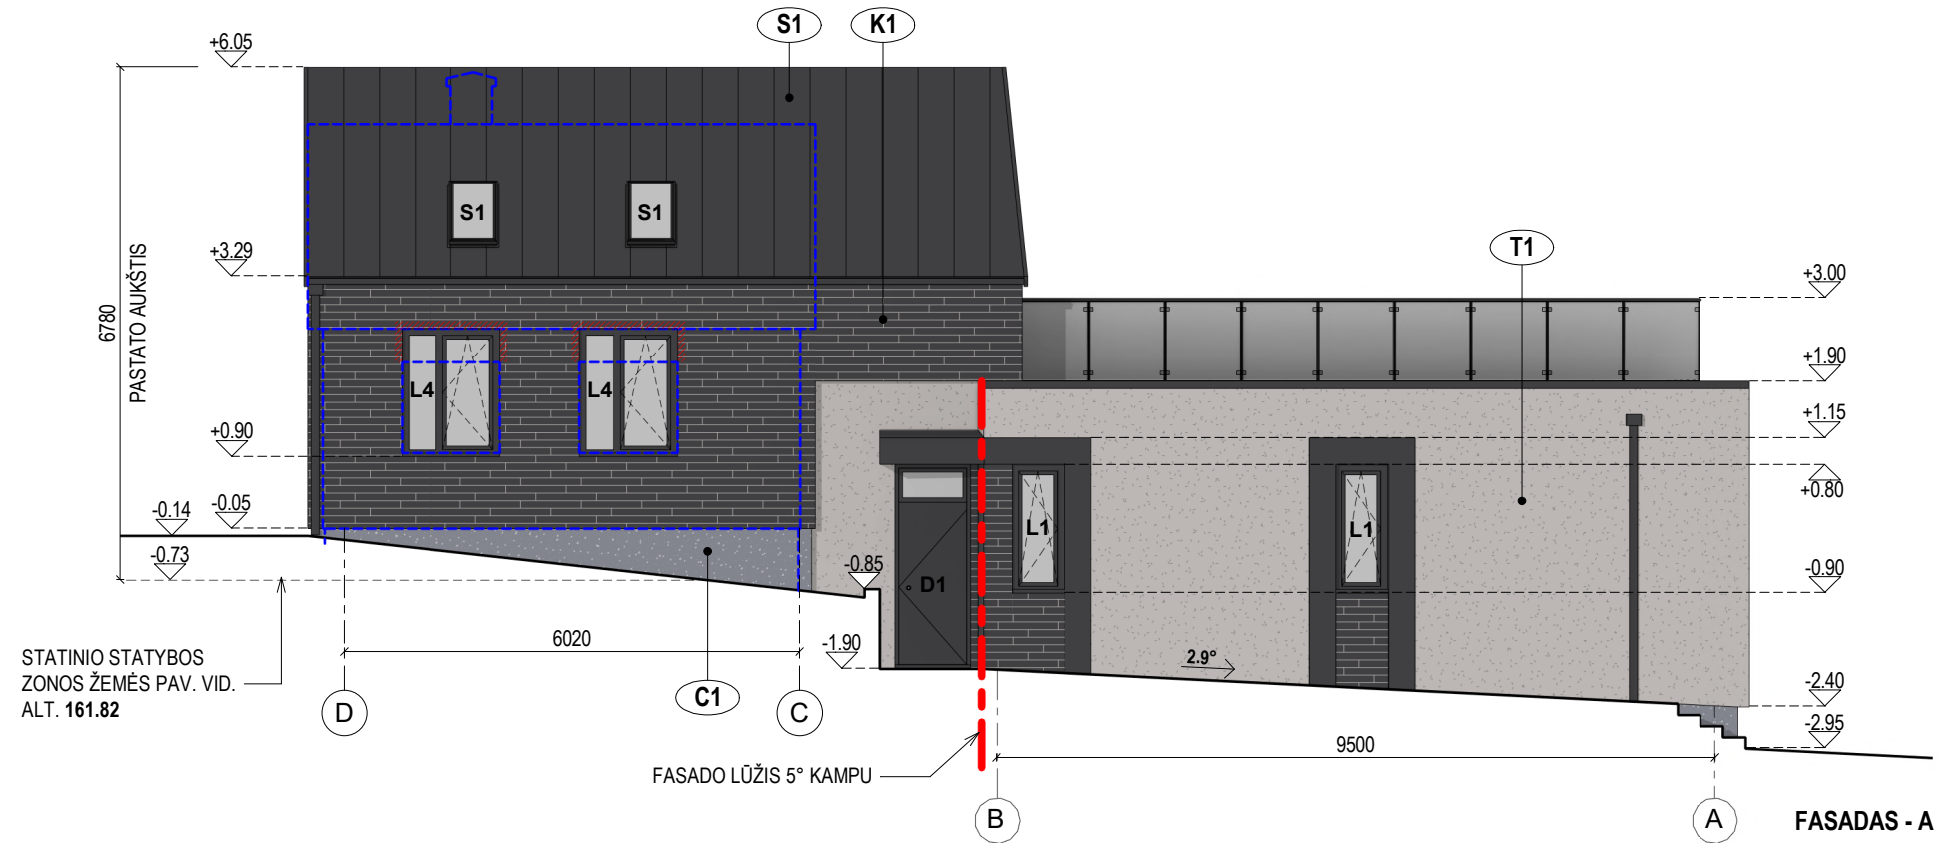 S1
K1
+6.05
S1
S1
T1
+3.29
+3.00
6780
PASTATO AUKŠTIS
+1.90
L4
L4
+1.15
+0.90
+0.80
-0.14
-0.05
L1
L1
-0.73
-0.85
D1
-0.90
6020
-1.90
2.9°
STATINIO STATYBOS
ZONOS ŽEMĖS PAV. VID.
ALT. 161.82
C1
-2.40
D
C
-2.95
9500
FASADO LŪŽIS 5° KAMPU
B
A
FASADAS - A